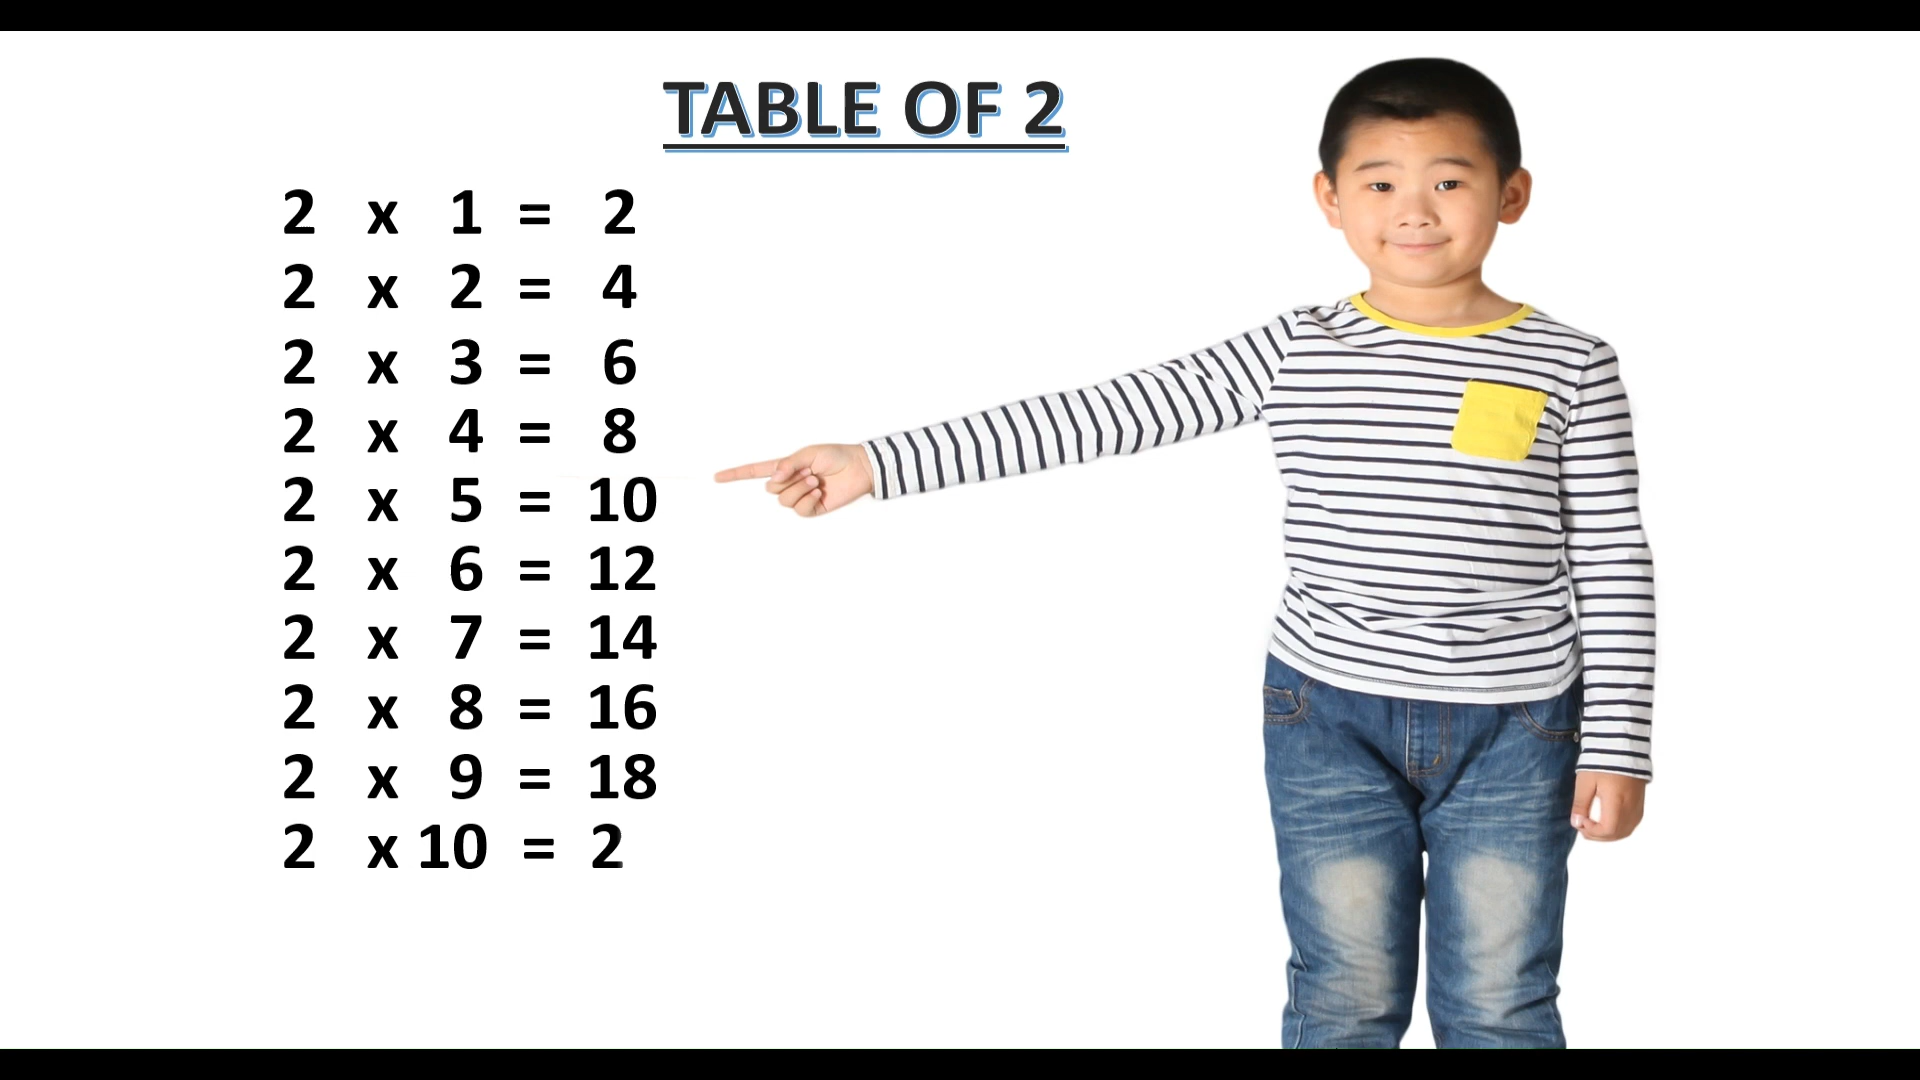 TABLE OF 2
2 x 1 = 2
2 x 2 = 4
2 x 3 = 6
2 x 4 = 8
2 x 5 = 10
2 x 6 = 12
2 x 7 = 14
2 x 8 = 16
2 x 9 = 18
2 x 10 = 2